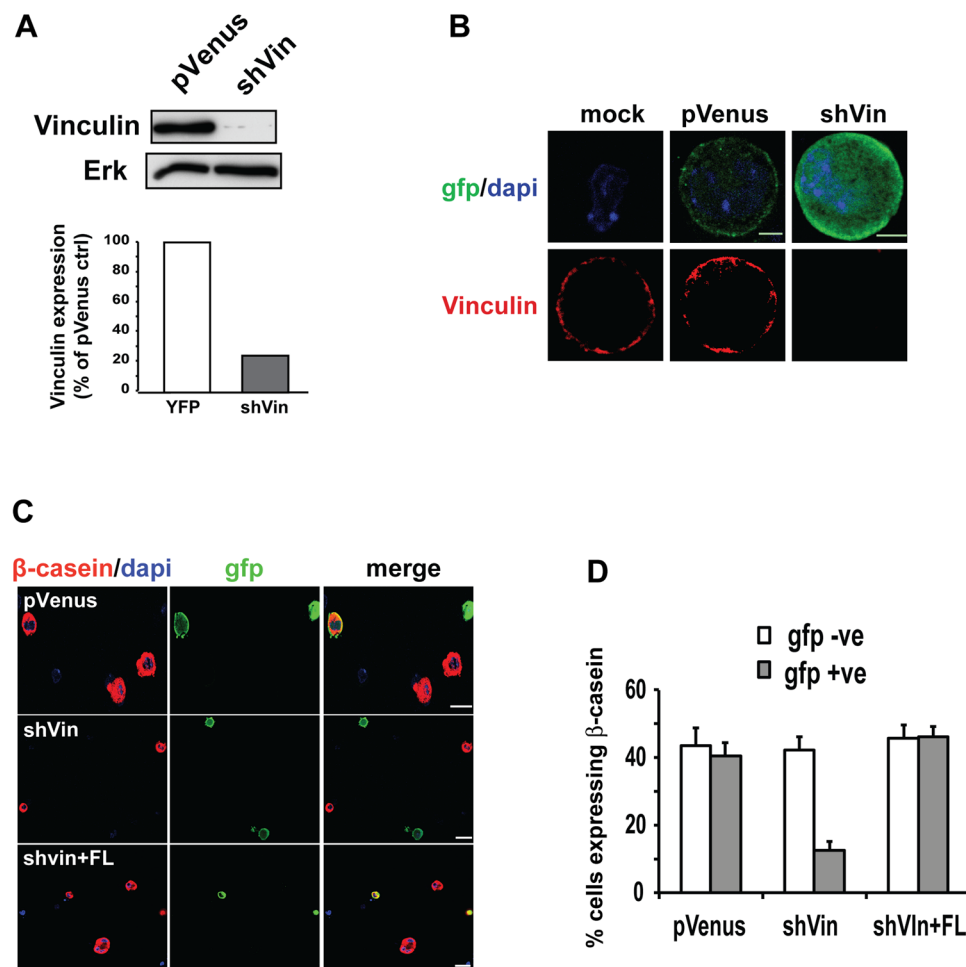 A
pVenus
shVin
Vinculin
Erk
Vinculin expression
(% of pVenus ctrl)
100
80
60
40
20
0
YFP
shVin
B
mock
pVenus
shVin
gfp/dapi
Vinculin
C
β-casein/dapi
gfp
merge
pVenus
shVin
shvin+FL
D
gfp -ve
gfp +ve
% cells expressing β-casein
60
40
20
0
pVenus
shVin
shVIn+FL